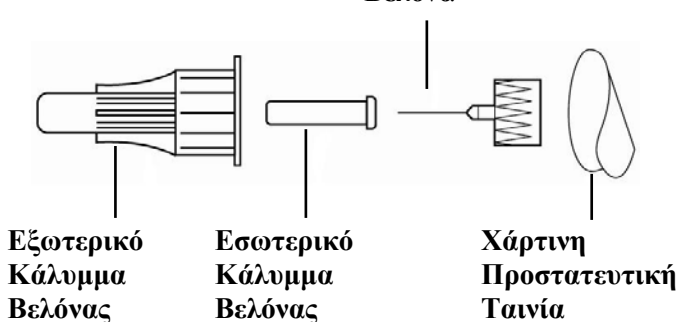 Εξωτερικό
Κάλυμμα
Βελόνας
Εσωτερικό
Κάλυμμα
Βελόνας
Χάρτινη
Προστατευτική
Ταινία